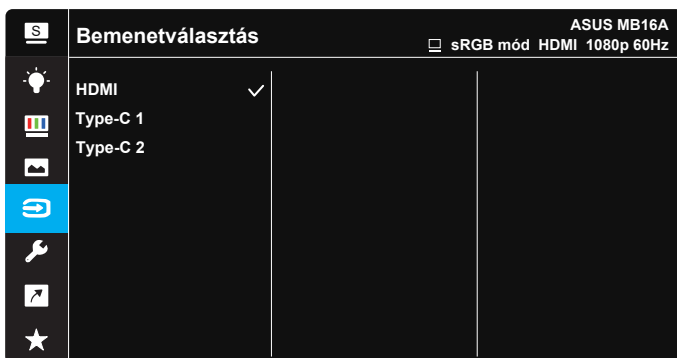 S
Bemenetválasztás
ASUS MB16A
sRGB mód HDMI 1080p 60Hz
HDMI
Type-C 1
Type-C 2